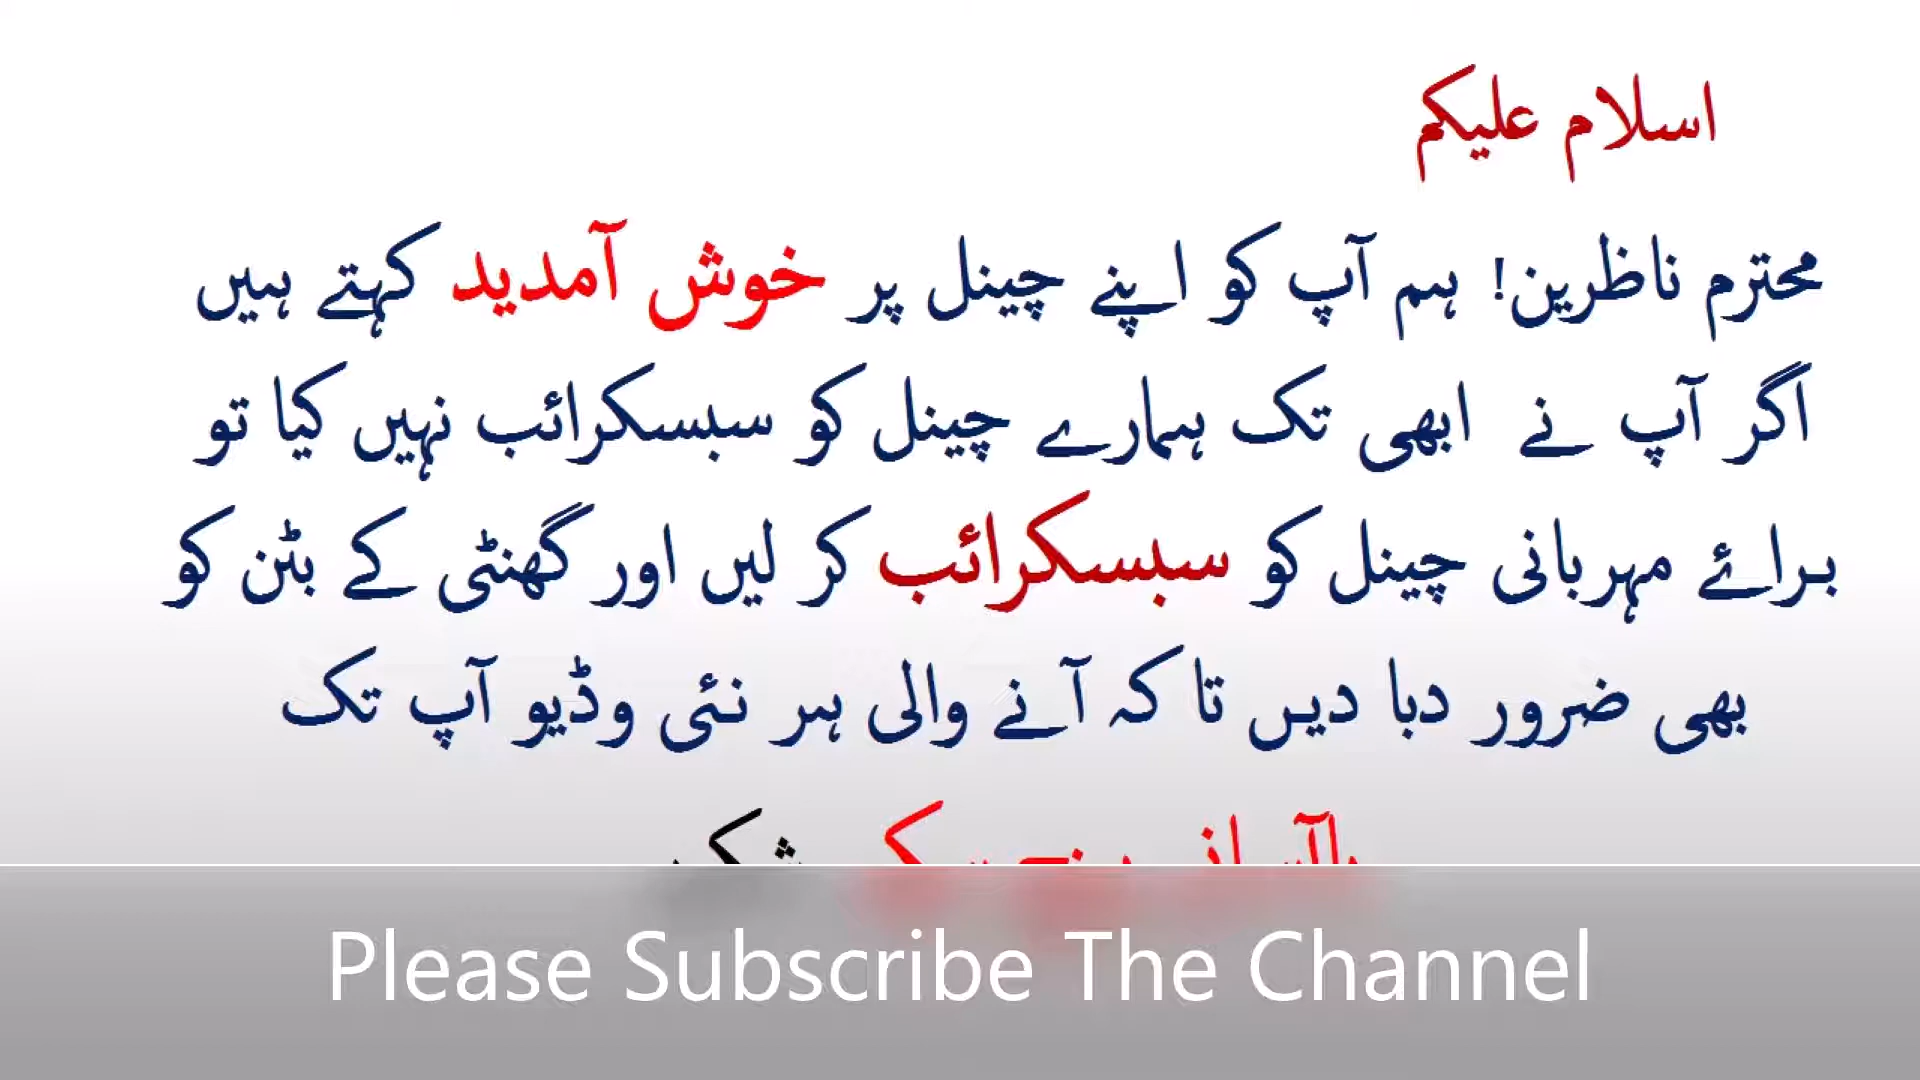 اسلام علیکم
محترم ناظرین! ہم آپ کو اپنے چینل پر خوش آمدید کہتے ہیں
اگر آپ نے ابھی تک ہمارے چینل کو سبسکرائب نہیں کیا تو
برائے مہربانی چینل کو سبسکرائب کر لیں اور گھنٹی کے بٹن کو
بھی ضرور دبا دیں تا کہ آنے والی ہر نئی وڈیو آپ تک
Please Subscribe The Channel